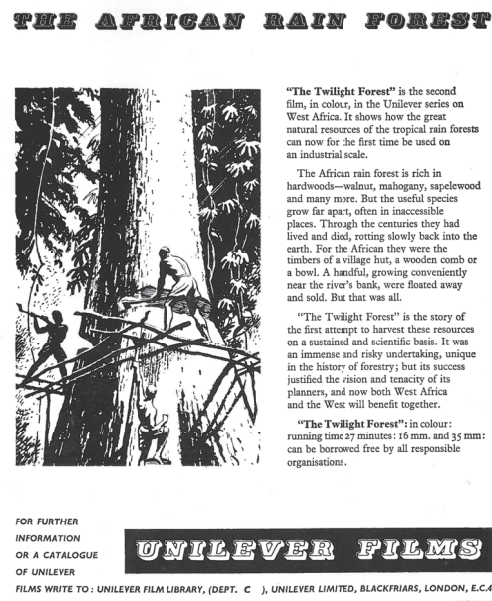 THE AFRICAN RAIN FOREST
"The Twilight Forest" is the second
film, in colour, in the Unilever series on
West Africa. It shows how the great
natural resources of the tropical rain forests
can now for the first time be used on
an industrial scale.
The African rain forest is rich in
hardwoods—walnut, mahogany, sapelewood
and many more. But the useful species
grow far apart, often in inaccessible
places. Through the centuries they had
lived and died, rotting slowly back into the
earth. For the African they were the
timbers of a village hut, a wooden comb or
a bowl. A handful, growing conveniently
near the river's bank, were floated away
and sold. But that was all.
"The Twilight Forest" is the story of
the first attempt to harvest these resources
on a sustained and scientific basis. It was
an immense and risky undertaking, unique
in the history of forestry; but its success
justified the vision and tenacity of its
planners, and now both West Africa
and the West will benefit together.
"The Twilight Forest": in colour:
running time 27 minutes: 16 mm. and 35 mm:
can be borrowed free by all responsible
organisations.
FOR FURTHER
INFORMATION
OR A CATALOGUE
OF UNILEVER
UNILEVER FILMS
FILMS WRITE TO: UNILEVER FILM LIBRARY, (DEPT. C ), UNILEVER LIMITED, BLACKFRIARS, LONDON, E.C.4